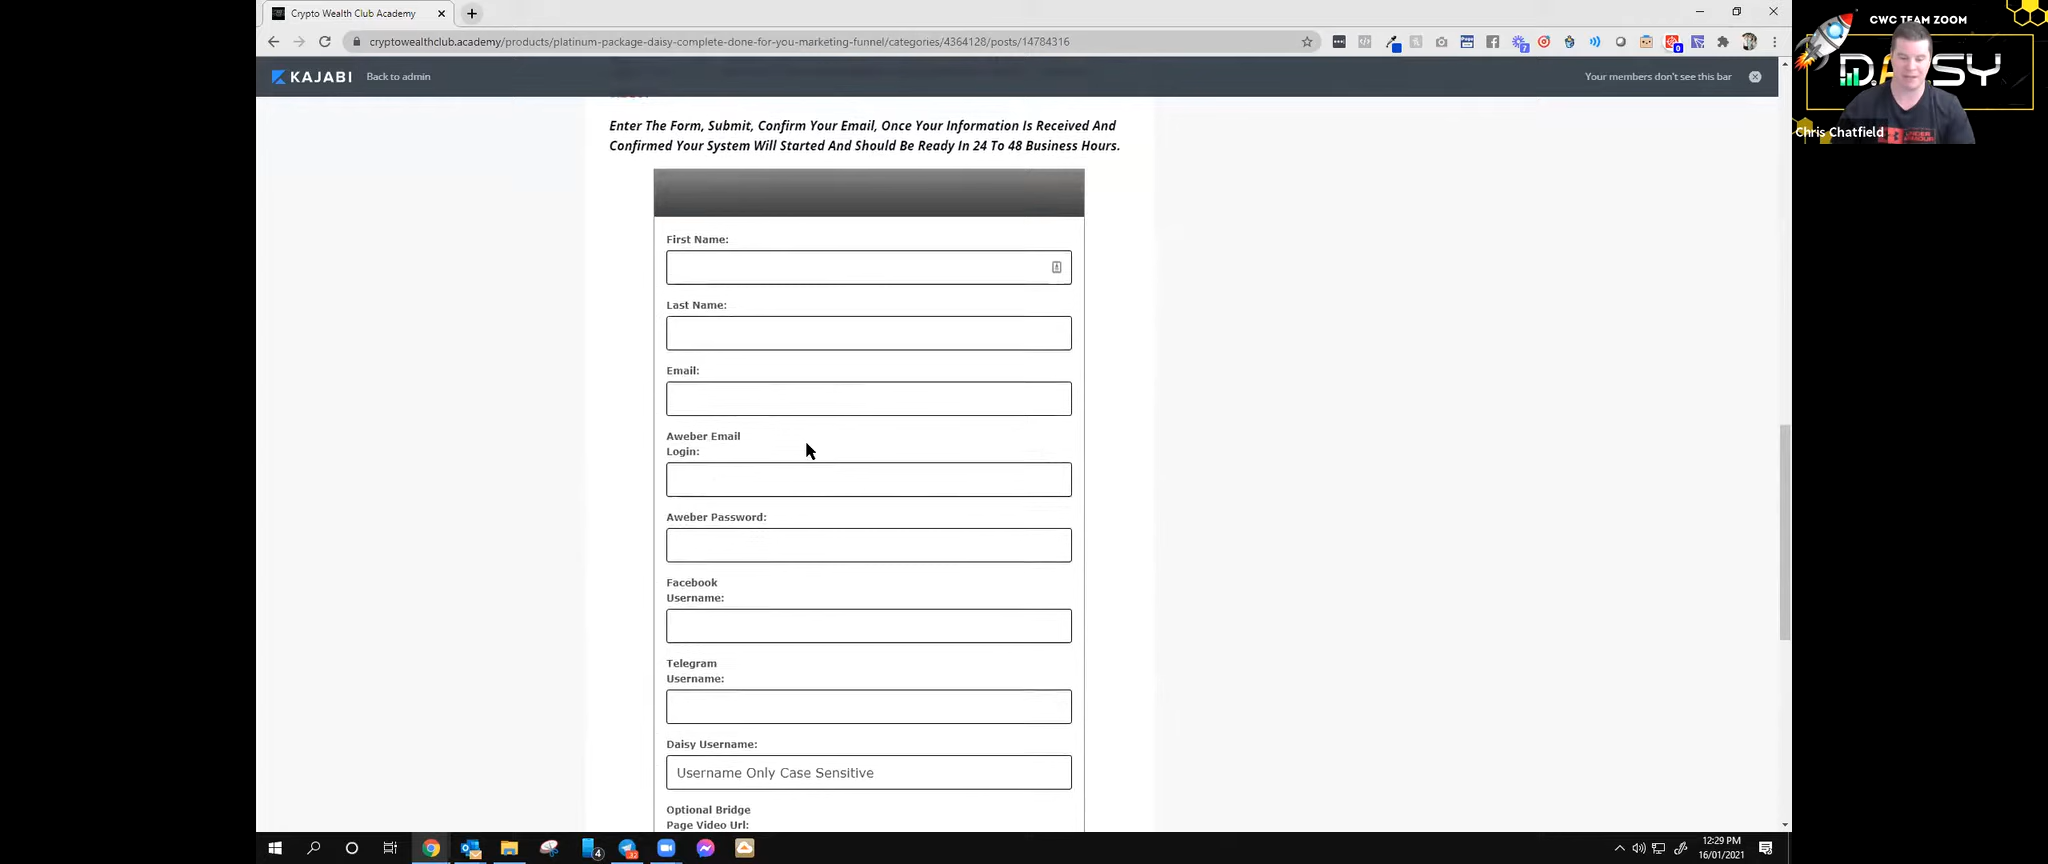 Crypto Wealth Club Academy
cryptowealthclub.academy/products/platinum-package-daisy-complete-done-for-you-marketing-funnel/categories/4364128/posts/14784316
KAJABI Back to admin
Your members don't see this bar
CWC TEAM ZOOM
DAISY
Chris Chatfield
UNDER ARMOUR
Enter The Form, Submit, Confirm Your Email, Once Your Information Is Received And
Confirmed Your System Will Started And Should Be Ready In 24 To 48 Business Hours.
First Name:
Last Name:
Email:
Aweber Email
Login:
Aweber Password:
Facebook
Username:
Telegram
Username:
Daisy Username:
Username Only Case Sensitive
Optional Bridge
Page Video Url:
12:29 PM
16/01/2021